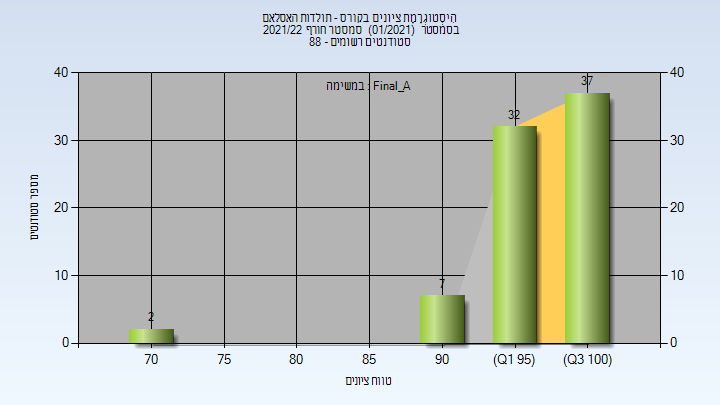 היסטוגרמת ציונים בקורס - תולדות האסלאם
בסמסטר (01/2021) סמסטר חורף 2021/22
סטודנטים רשומים - 88
במשימה : Final_A
40
30
20
10
0
40
30
20
10
0
מספר סטודנטים
2
7
32
37
70
75
80
85
90
(Q1 95)
(Q3 100)
טווח ציונים